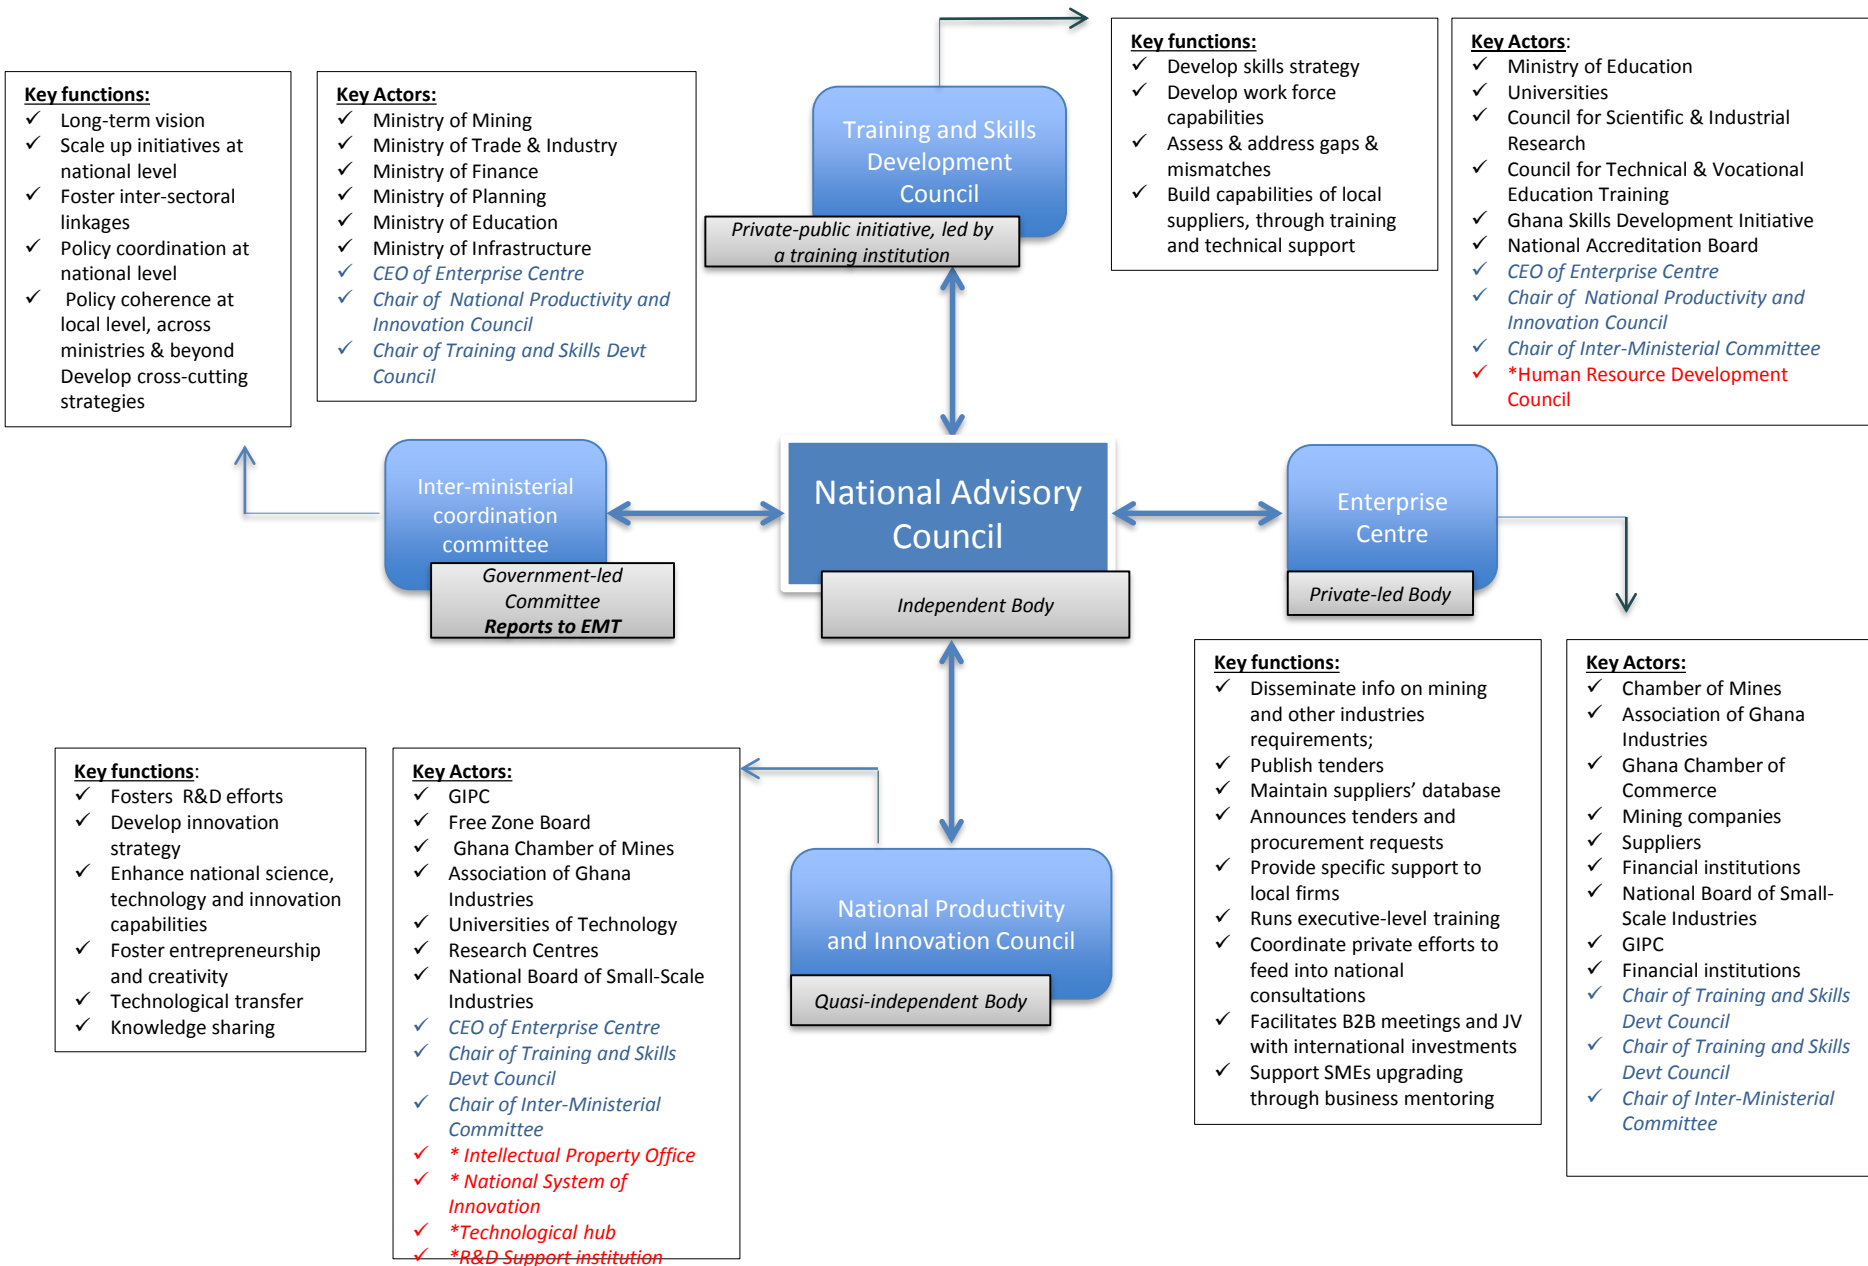 Key functions:
✓ Long-term vision
✓ Scale up initiatives at
national level
✓ Foster inter-sectoral
linkages
✓ Policy coordination at
national level
✓ Policy coherence at
local level, across
ministries & beyond
Develop cross-cutting
strategies
Key Actors:
✓ Ministry of Mining
✓ Ministry of Trade & Industry
✓ Ministry of Finance
✓ Ministry of Planning
✓ Ministry of Education
✓ Ministry of Infrastructure
✓ CEO of Enterprise Centre
✓ Chair of National Productivity and
Innovation Council
✓ Chair of Training and Skills Devt
Council
Training and Skills
Development
Council
Private-public initiative, led by
a training institution
Key functions:
✓ Develop skills strategy
✓ Develop work force
capabilities
✓ Assess & address gaps &
mismatches
✓ Build capabilities of local
suppliers, through training
and technical support
Key Actors:
✓ Ministry of Education
✓ Universities
✓ Council for Scientific & Industrial
Research
✓ Council for Technical & Vocational
Education Training
✓ Ghana Skills Development Initiative
✓ National Accreditation Board
✓ CEO of Enterprise Centre
✓ Chair of National Productivity and
Innovation Council
✓ Chair of Inter-Ministerial Committee
✓ *Human Resource Development
Council
Inter-ministerial
coordination
committee
Government-led
Committee
Reports to EMT
National Advisory
Council
Independent Body
Enterprise
Centre
Private-led Body
Key functions:
✓ Fosters R&D efforts
✓ Develop innovation
strategy
✓ Enhance national science,
technology and innovation
capabilities
✓ Foster entrepreneurship
and creativity
✓ Technological transfer
✓ Knowledge sharing
Key Actors:
✓ GIPC
✓ Free Zone Board
✓ Ghana Chamber of Mines
✓ Association of Ghana
Industries
✓ Universities of Technology
✓ Research Centres
✓ National Board of Small-Scale
Industries
✓ CEO of Enterprise Centre
✓ Chair of Training and Skills
Devt Council
✓ Chair of Inter-Ministerial
Committee
✓ * Intellectual Property Office
✓ * National System of
Innovation
✓ *Technological hub
✓ *R&D Support institution
National Productivity
and Innovation Council
Quasi-independent Body
Key functions:
✓ Disseminate info on mining
and other industries
requirements;
✓ Publish tenders
✓ Maintain suppliers’ database
✓ Announces tenders and
procurement requests
✓ Provide specific support to
local firms
✓ Runs executive-level training
✓ Coordinate private efforts to
feed into national
consultations
✓ Facilitates B2B meetings and JV
with international investments
✓ Support SMEs upgrading
through business mentoring
Key Actors:
✓ Chamber of Mines
✓ Association of Ghana
Industries
✓ Ghana Chamber of
Commerce
✓ Mining companies
✓ Suppliers
✓ Financial institutions
✓ National Board of Small-
Scale Industries
✓ GIPC
✓ Financial institutions
✓ Chair of Training and Skills
Devt Council
✓ Chair of Training and Skills
Devt Council
✓ Chair of Inter-Ministerial
Committee